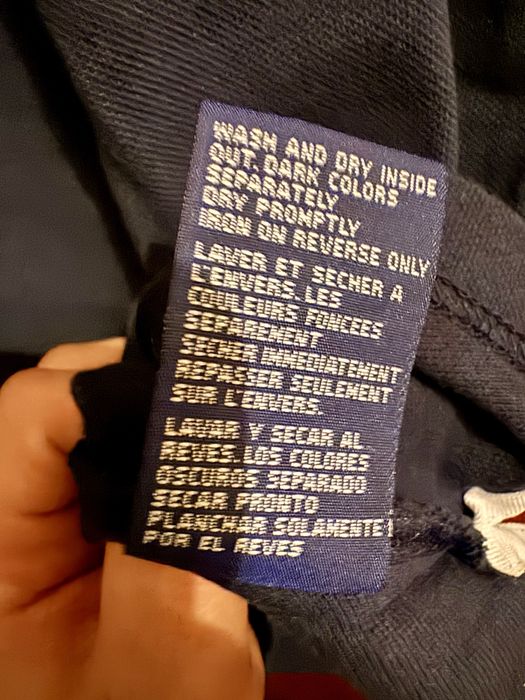 WASH AND DRY INSIDE
OUT. DARK COLORS
SEPARATELY
DRY PROMPTLY
IRON ON REVERSE ONLY
LAVER ET SECHER A
L'ENVERS. LES
COULEURS FONCEES
SEPAREMENT
SECHER IMMEDIATEMENT
REPASSER SEULEMENT
SUR L'ENVERS.
LAVAR Y SECAR AL
REVES. LOS COLORES
OSCUROS SEPARADO
SECAR PRONTO
PLANCHAR SOLAMENTE
POR EL REVES